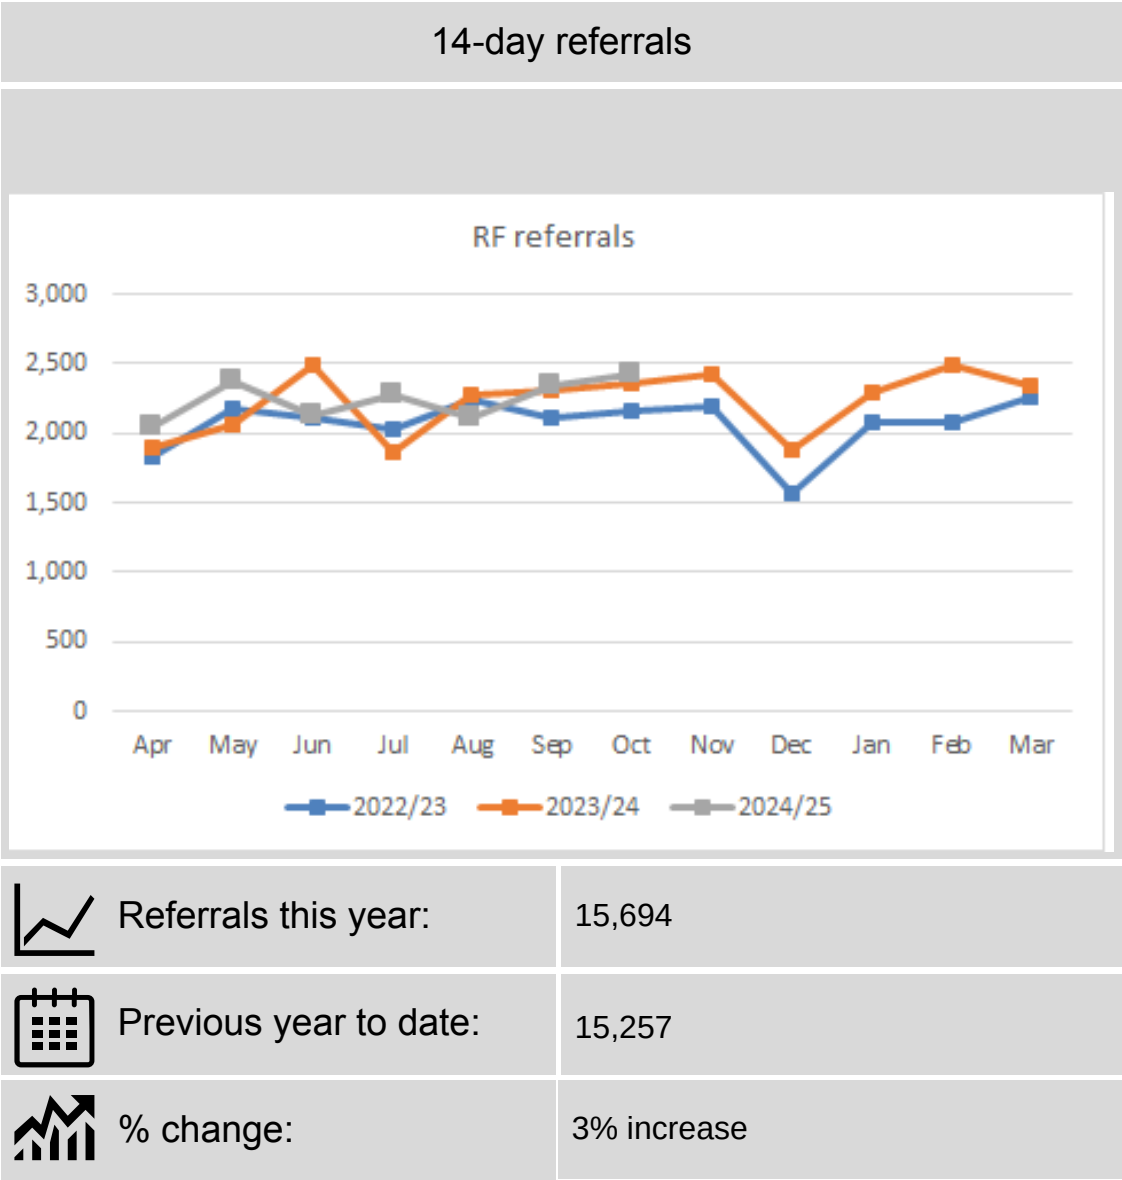 14-day referrals
RF referrals
3,000
2,500
2,000
1,500
1,000
500
0
Apr May Jun Jul Aug Sep Oct Nov Dec Jan Feb Mar
2022/23 2023/24 2024/25
Referrals this year: 15,694
Previous year to date: 15,257
% change: 3% increase